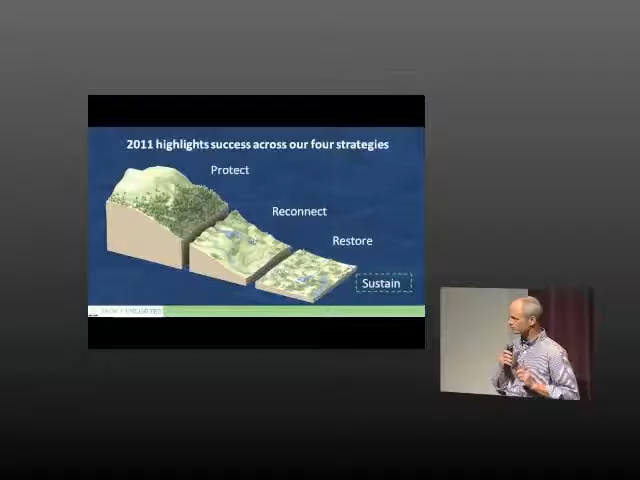 2011 highlights success across our four strategies
Protect
Reconnect
Restore
Sustain